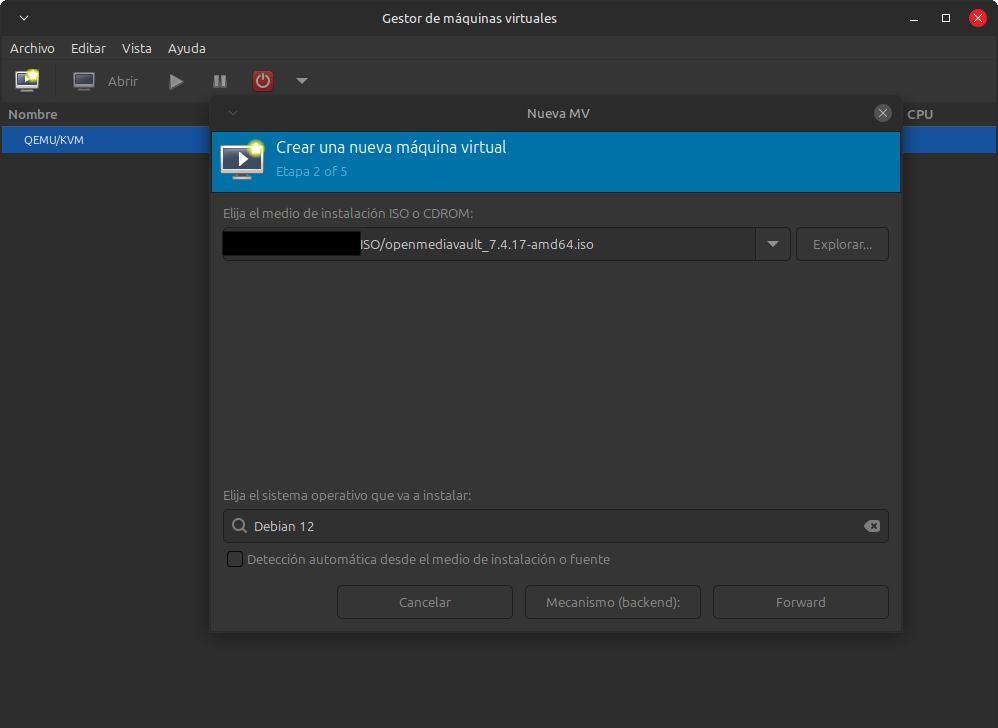 Gestor de máquinas virtuales
Archivo Editar Vista Ayuda
Abrir
Nombre
CPU
QEMU/KVM
Nueva MV
Crear una nueva máquina virtual
Etapa 2 of 5
Elija el medio de instalación ISO o CDROM:
ISO/openmediavault_7.4.17-amd64.iso
Explorar...
Elija el sistema operativo que va a instalar:
Debian 12
Detección automática desde el medio de instalación o fuente
Cancelar Mecanismo (backend): Forward